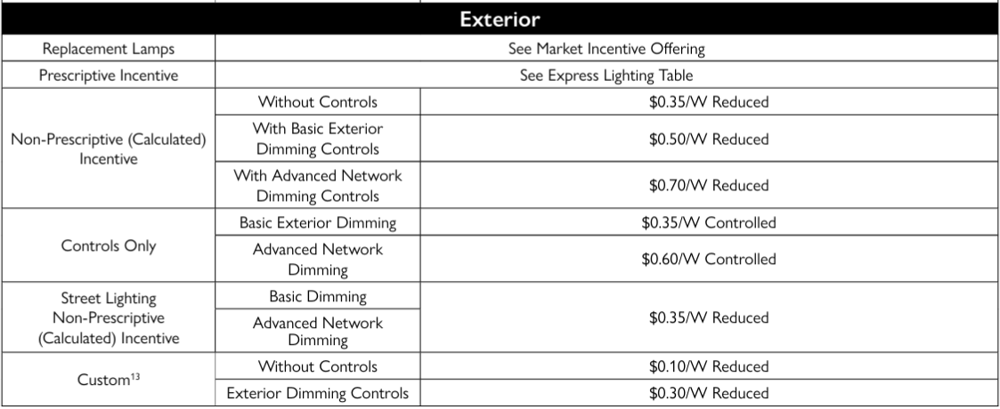 Exterior
Replacement Lamps
See Market Incentive Offering
Prescriptive Incentive
See Express Lighting Table
Non-Prescriptive (Calculated)
Incentive
Without Controls
$0.35/W Reduced
With Basic Exterior
Dimming Controls
$0.50/W Reduced
With Advanced Network
Dimming Controls
$0.70/W Reduced
Controls Only
Basic Exterior Dimming
$0.35/W Controlled
Advanced Network
Dimming
$0.60/W Controlled
Street Lighting
Non-Prescriptive
(Calculated) Incentive
Basic Dimming
Advanced Network
Dimming
$0.35/W Reduced
Custom¹³
Without Controls
$0.10/W Reduced
Exterior Dimming Controls
$0.30/W Reduced